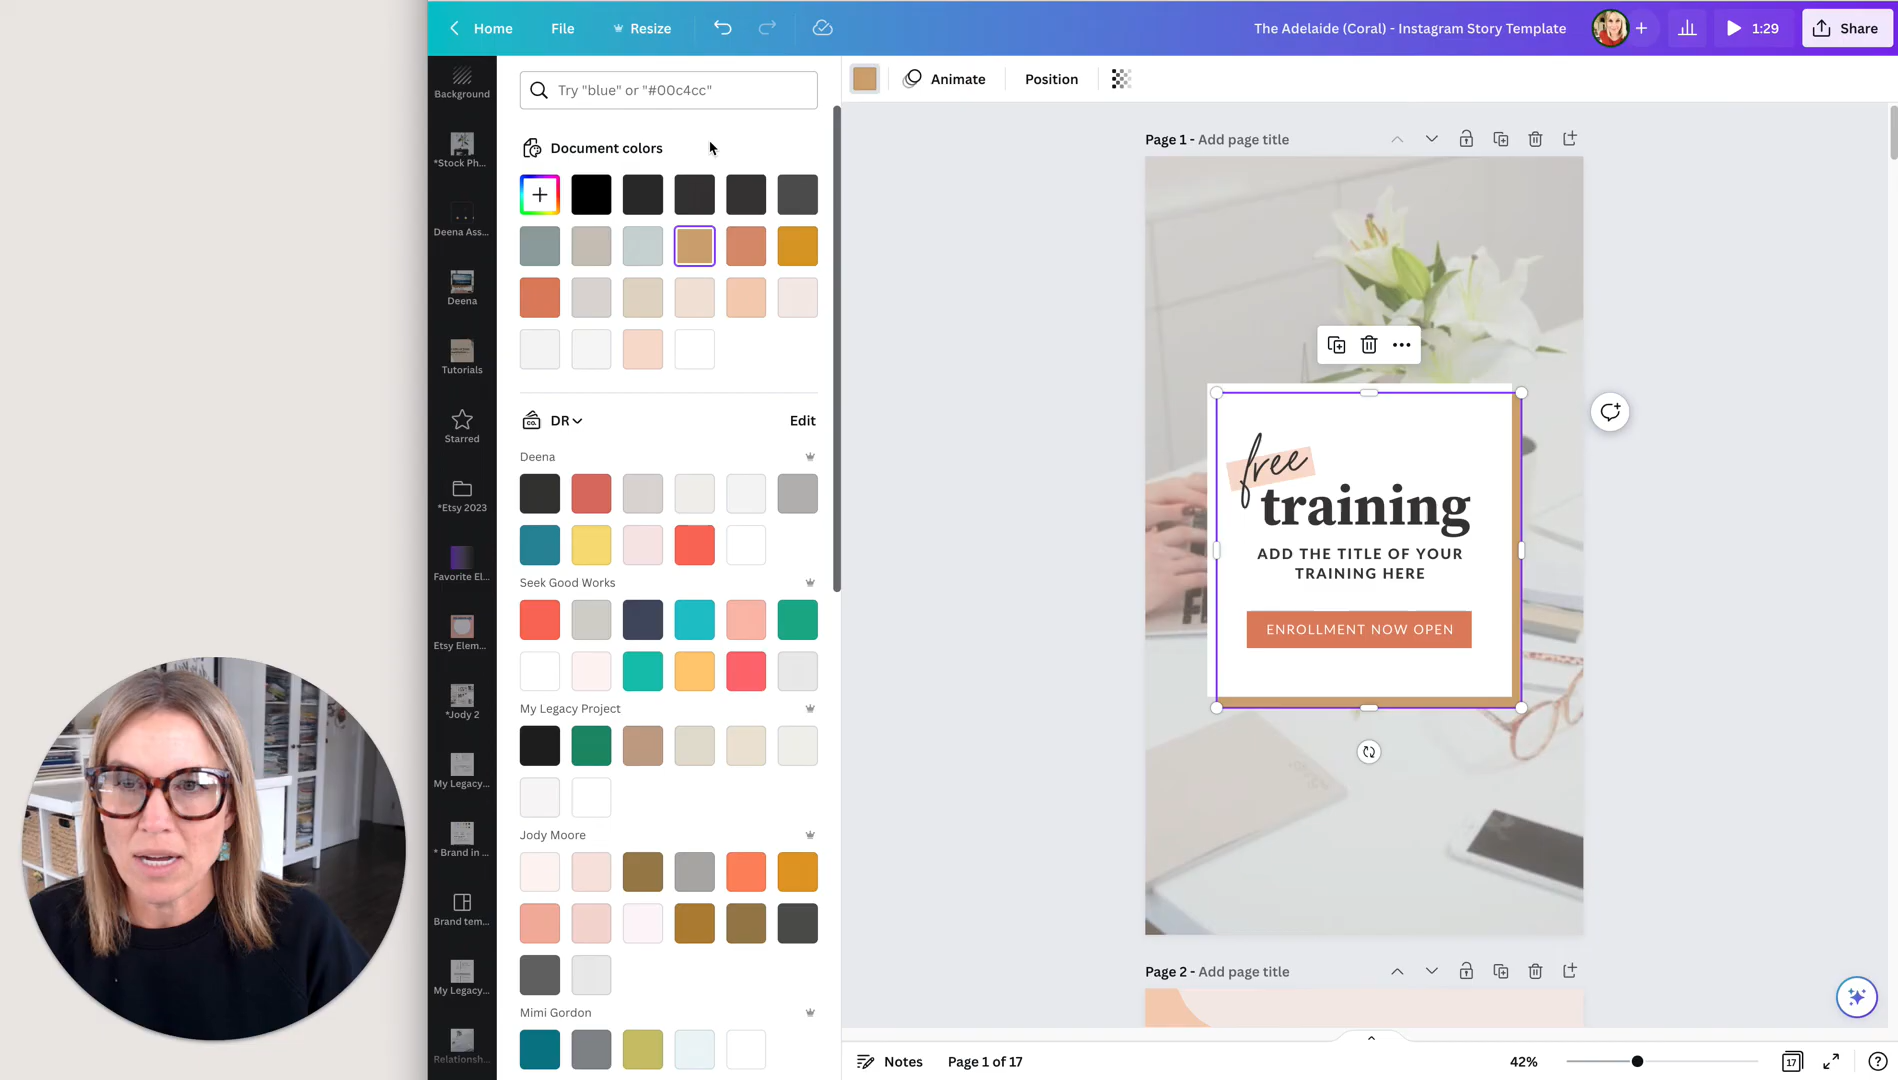 Home
File
Resize
The Adelaide (Coral) - Instagram Story Template
1:29
Share
Background
*Stock Ph...
Deena Ass...
Deena
Tutorials
Starred
*Etsy 2023
Favorite El...
Etsy Elem...
*Jody 2
My Legacy...
* Brand in ...
Brand tem...
My Legacy...
Relationsh...
Try "blue" or "#00c4cc"
Document colors
DR
Edit
Deena
Seek Good Works
My Legacy Project
Jody Moore
Mimi Gordon
Animate
Position
Page 1 - Add page title
free
training
ADD THE TITLE OF YOUR
TRAINING HERE
ENROLLMENT NOW OPEN
Page 2 - Add page title
Notes
Page 1 of 17
42%
17